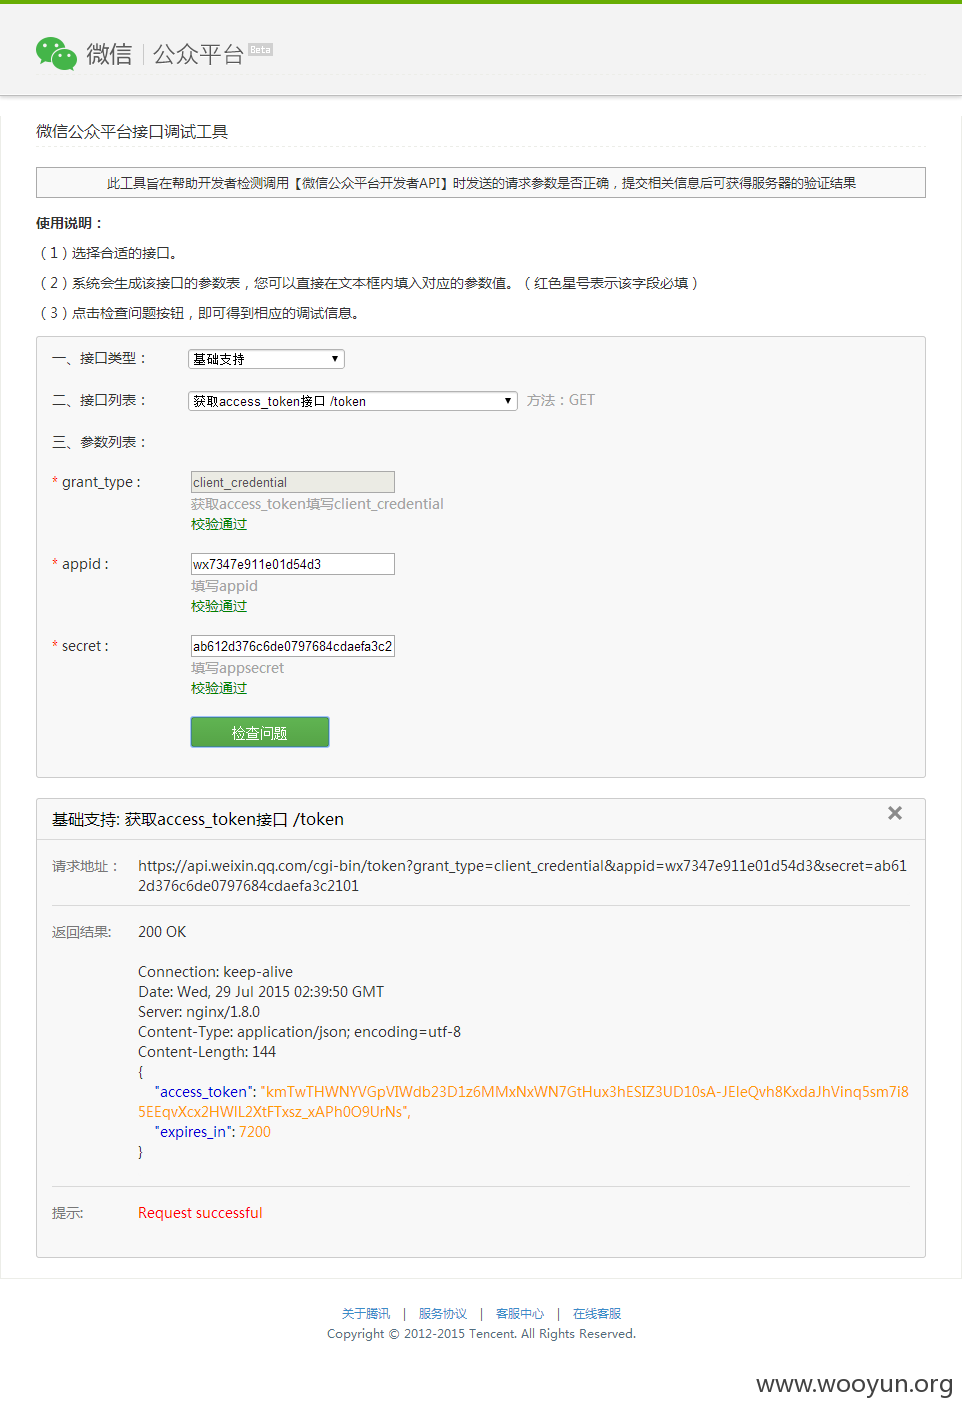 微信 | 公众平台 Beta
微信公众平台接口调试工具
此工具旨在帮助开发者检测调用【微信公众平台开发者API】时发送的请求参数是否正确，提交相关信息后可获得服务器的验证结果
使用说明：
（1）选择合适的接口。
（2）系统会生成该接口的参数表，您可以直接在文本框内填入对应的参数值。（红色星号表示该字段必填）
（3）点击检查问题按钮，即可得到相应的调试信息。
一、接口类型： 基础支持
二、接口列表： 获取access_token接口 /token 方法：GET
三、参数列表：
* grant_type : client_credential
获取access_token填写client_credential
校验通过
* appid : wx7347e911e01d54d3
填写appid
校验通过
* secret : ab612d376c6de0797684cdaefa3c2
填写appsecret
校验通过
检查问题
基础支持: 获取access_token接口 /token
请求地址： https://api.weixin.qq.com/cgi-bin/token?grant_type=client_credential&appid=wx7347e911e01d54d3&secret=ab61
2d376c6de0797684cdaefa3c2101
返回结果: 200 OK
Connection: keep-alive
Date: Wed, 29 Jul 2015 02:39:50 GMT
Server: nginx/1.8.0
Content-Type: application/json; encoding=utf-8
Content-Length: 144
{
"access_token": "kmTwTHWNYVGpVIWdb23D1z6MMxNxWN7GtHux3hESIZ3UD10sA-JEleQvh8KxdaJhVinq5sm7i8
5EEqvXcx2HWlL2XtFTxsz_xAPh0O9UrNs",
"expires_in": 7200
}
提示: Request successful
关于腾讯 | 服务协议 | 客服中心 | 在线客服
Copyright © 2012-2015 Tencent. All Rights Reserved.
www.wooyun.org